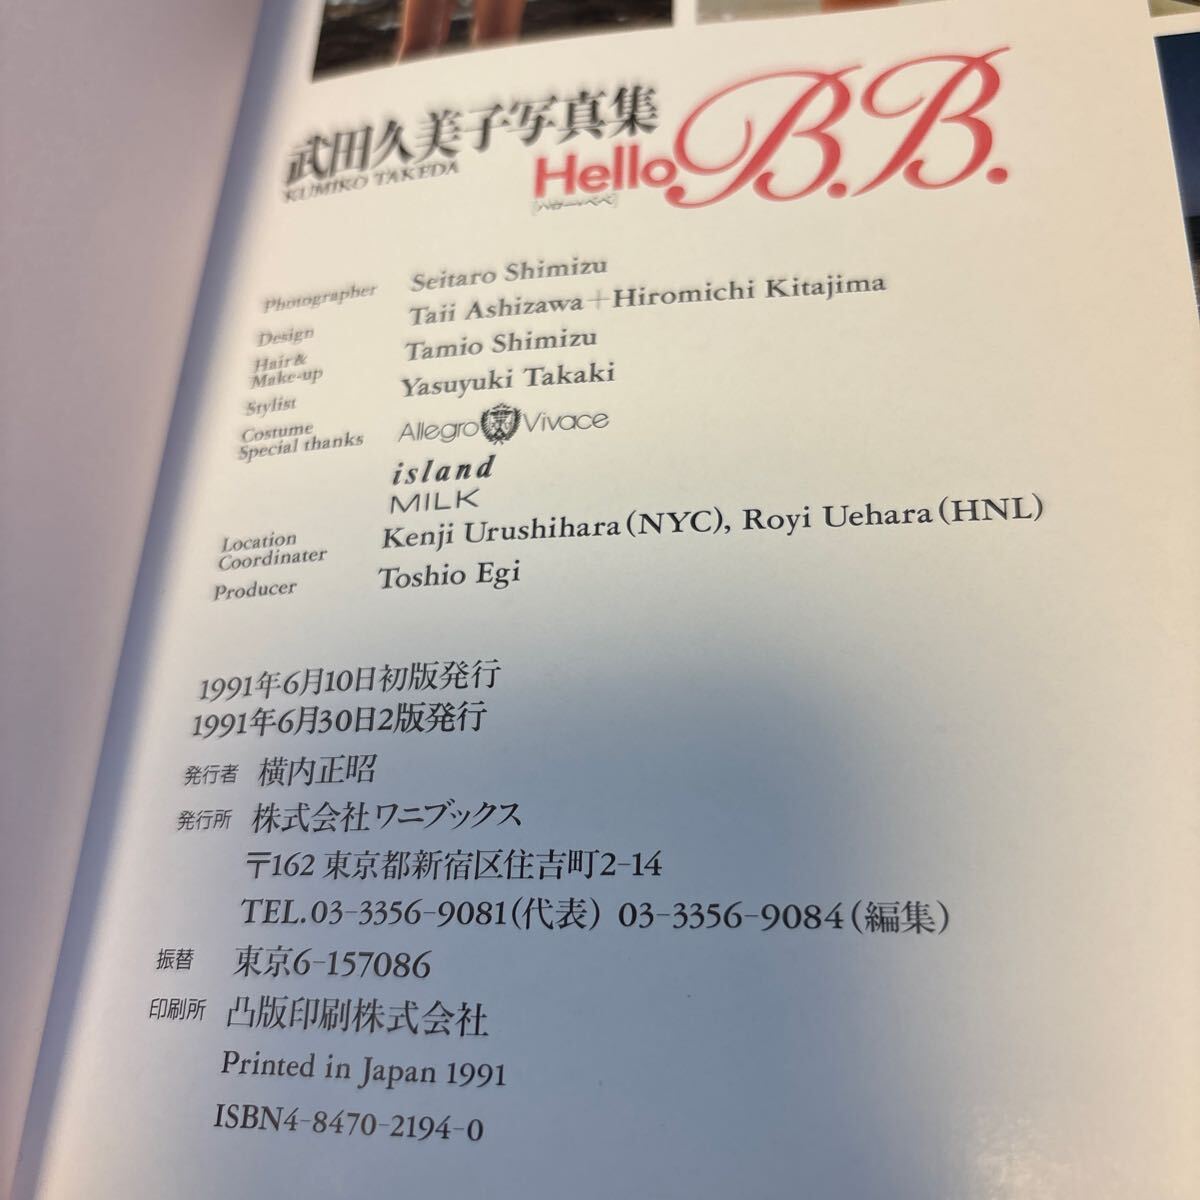 武田久美子写真集
KUMIKO TAKEDA
Hello B.B.
[ハロー・ベベ]
Photographer Seitaro Shimizu
Design Taii Ashizawa+Hiromichi Kitajima
Hair & Make-up Tamio Shimizu
Stylist Yasuyuki Takaki
Costume
Special thanks Allegro Vivace
island
MILK
Location
Coordinater Kenji Urushihara(NYC), Royi Uehara(HNL)
Producer Toshio Egi
1991年6月10日初版発行
1991年6月30日2版発行
発行者 横内正昭
発行所 株式会社ワニブックス
〒162 東京都新宿区住吉町2-14
TEL.03-3356-9081(代表) 03-3356-9084(編集)
振替 東京6-157086
印刷所 凸版印刷株式会社
Printed in Japan 1991
ISBN4-8470-2194-0